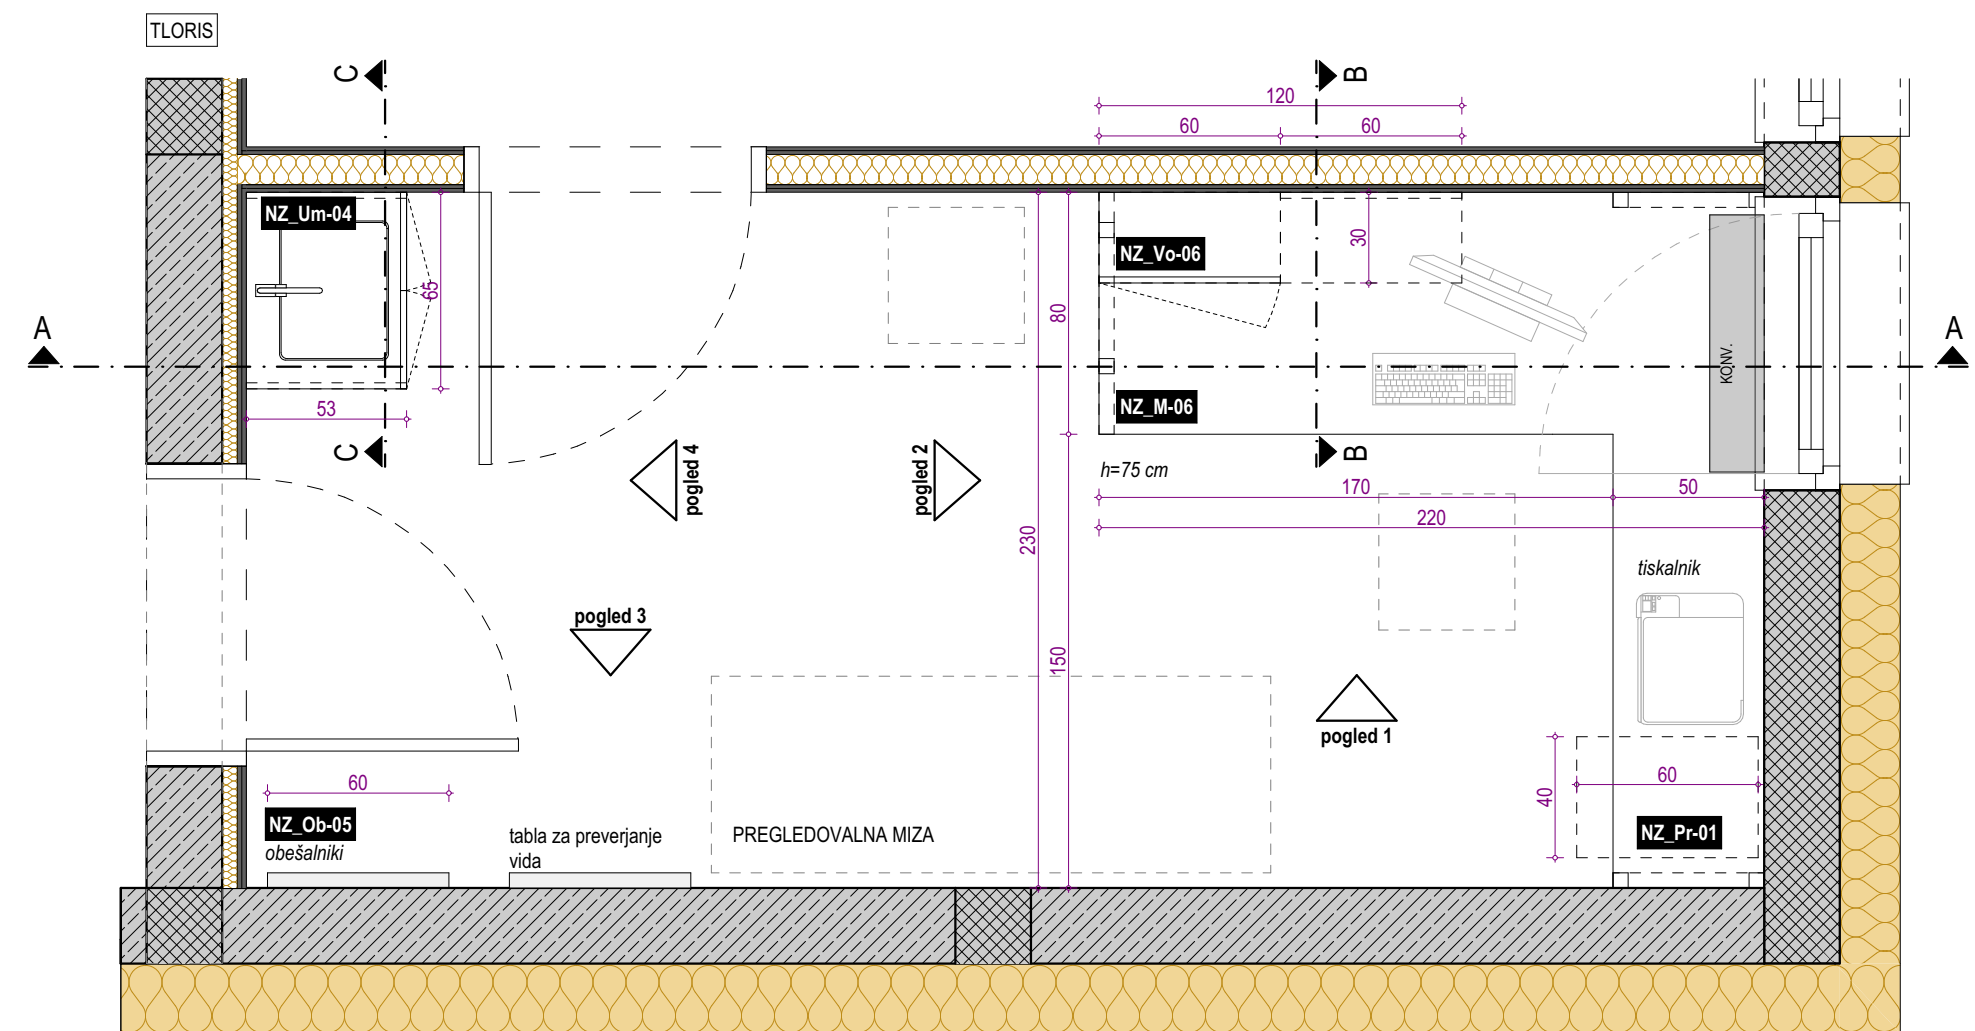 TLORIS
C
B
120
60
60
NZ_Um-04
65
53
NZ_Vo-06
30
80
A
A
KONV.
NZ_M-06
C
B
pogled 4
pogled 2
h=75 cm
170
50
220
230
tiskalnik
pogled 3
150
pogled 1
60
60
40
NZ_Ob-05
obešalniki
tabla za preverjanje
vida
PREGLEDOVALNA MIZA
NZ_Pr-01